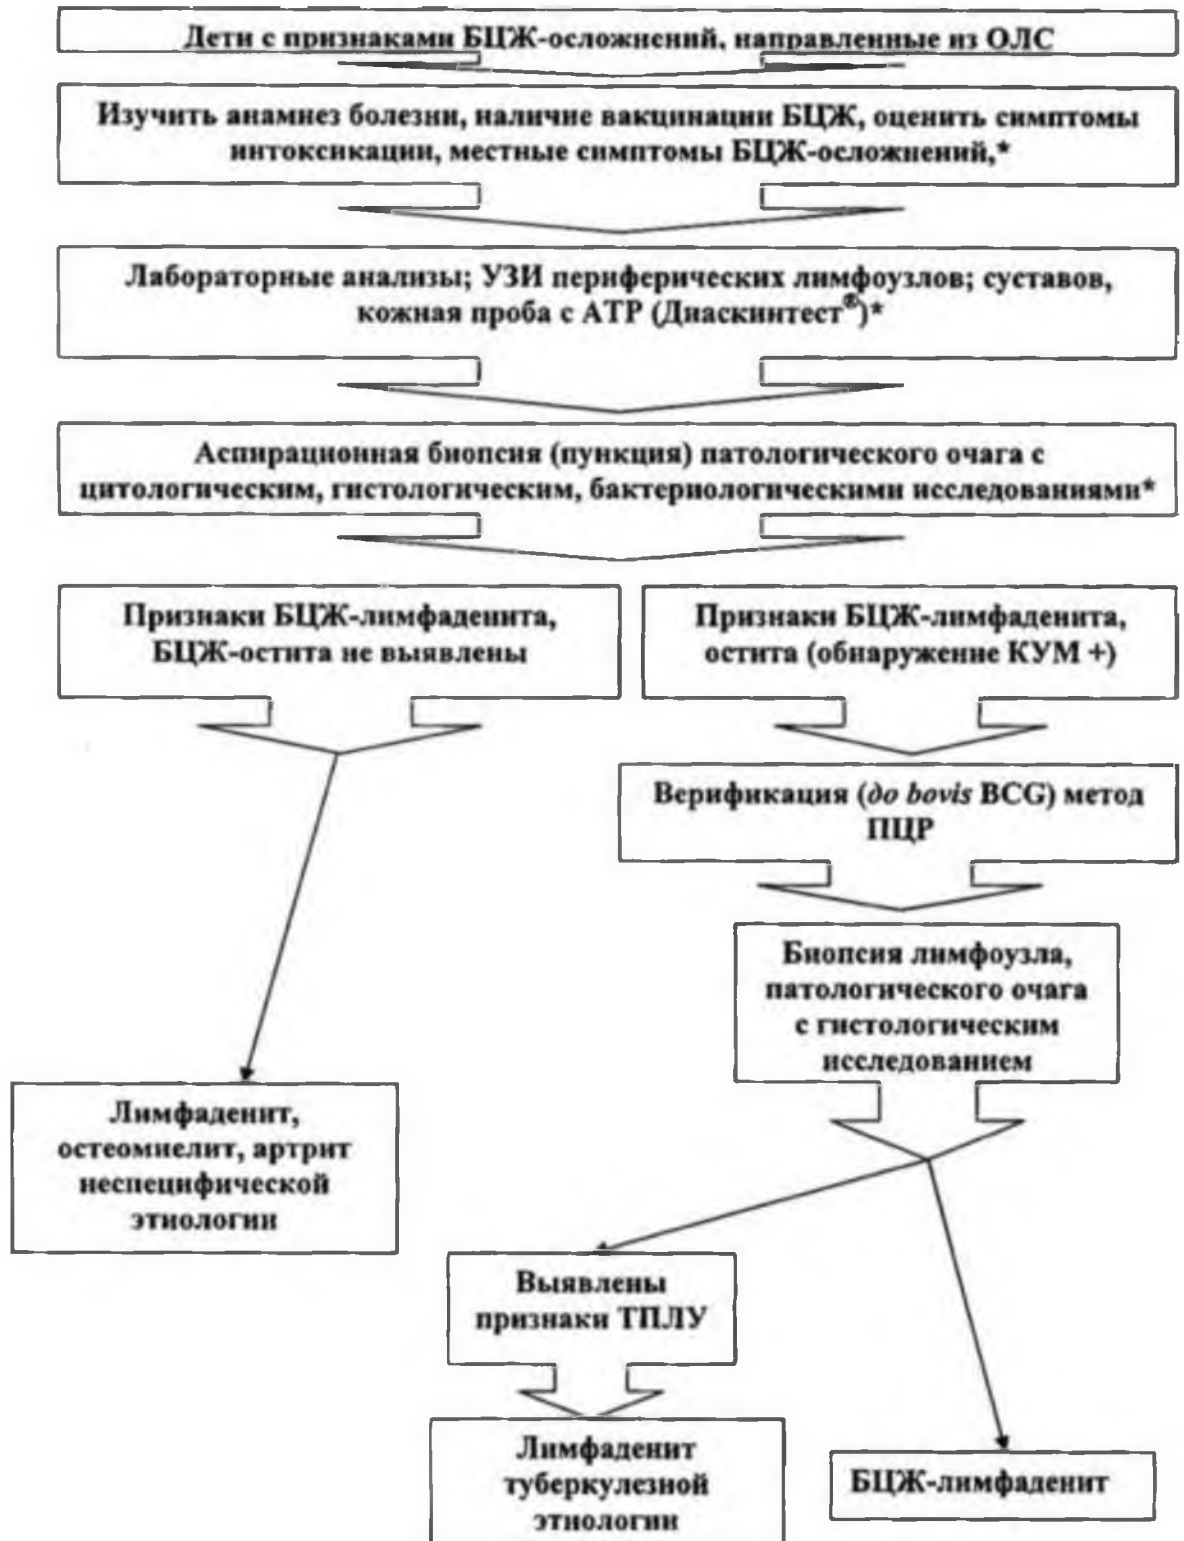 Дети с признаками БЦЖ-осложнений, направленные из ОЛС
Изучить анамнез болезни, наличие вакцинации БЦЖ, оценить симптомы
интоксикации, местные симптомы БЦЖ-осложнений,*
Лабораторные анализы; УЗИ периферических лимфоузлов; суставов,
кожная проба с АТР (Диаскинтест®)*
Аспирационная биопсия (пункция) патологического очага с
цитологическим, гистологическим, бактериологическими исследованиями*
Признаки БЦЖ-лимфаденита,
БЦЖ-остита не выявлены
Признаки БЦЖ-лимфаденита,
остита (обнаружение КУМ +)
Верификация (до bovis BCG) метод
ПЦР
Биопсия лимфоузла,
патологического очага
с гистологическим
исследованием
Лимфаденит,
остеомиелит, артрит
неспецифической
этиологии
Выявлены
признаки ТПЛУ
Лимфаденит
туберкулезной
этиологии
БЦЖ-лимфаденит